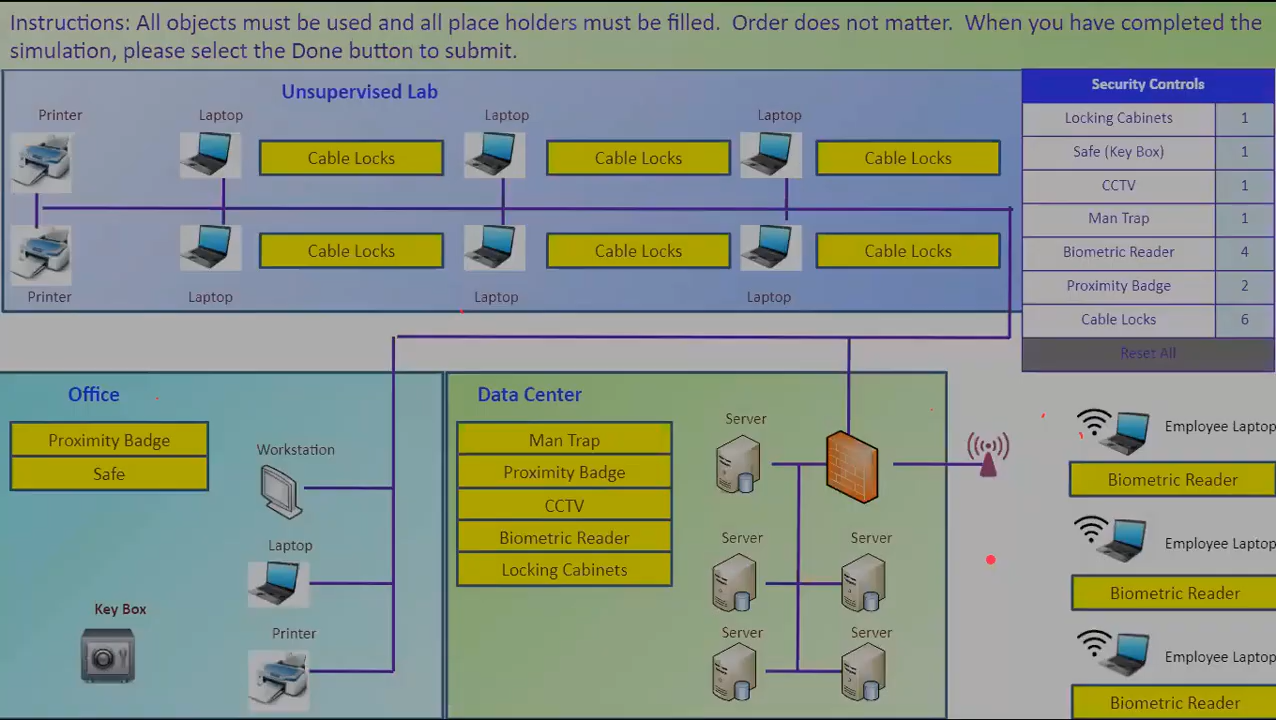 Instructions: All objects must be used and all place holders must be filled. Order does not matter. When you have completed the
simulation, please select the Done button to submit.
Unsupervised Lab
Printer
Laptop
Laptop
Laptop
Cable Locks
Cable Locks
Cable Locks
Cable Locks
Cable Locks
Cable Locks
Printer
Laptop
Laptop
Laptop
Security Controls
Locking Cabinets 1
Safe (Key Box) 1
CCTV 1
Man Trap 1
Biometric Reader 4
Proximity Badge 2
Cable Locks 6
Reset All
Office
Proximity Badge
Safe
Workstation
Laptop
Key Box
Printer
Data Center
Man Trap
Proximity Badge
CCTV
Biometric Reader
Locking Cabinets
Server
Server
Server
Server
Server
Employee Laptop
Biometric Reader
Employee Laptop
Biometric Reader
Employee Laptop
Biometric Reader